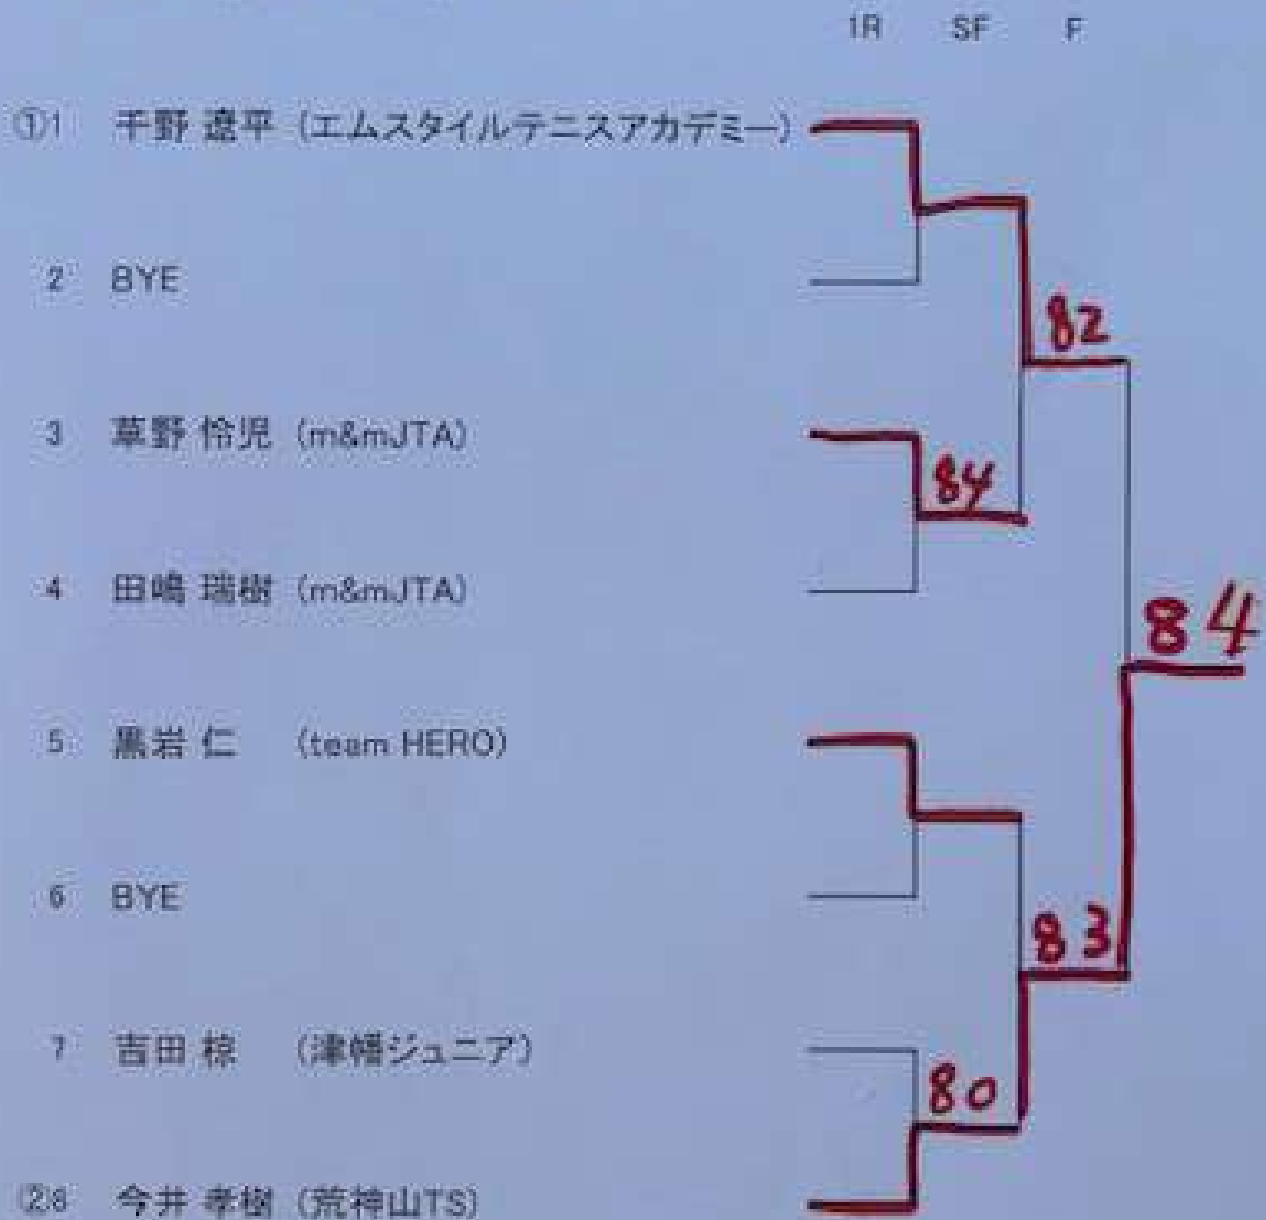 1R SF F
①1 千野 遼平 (エムスタイルテニスアカデミー)
2 BYE
82
3 草野 怜児 (m&mJTA)
84
4 田嶋 瑞樹 (m&mJTA)
84
5 黒岩 仁 (team HERO)
6 BYE
83
7 吉田 椋 (津幡ジュニア)
80
②8 今井 孝樹 (荒神山TS)